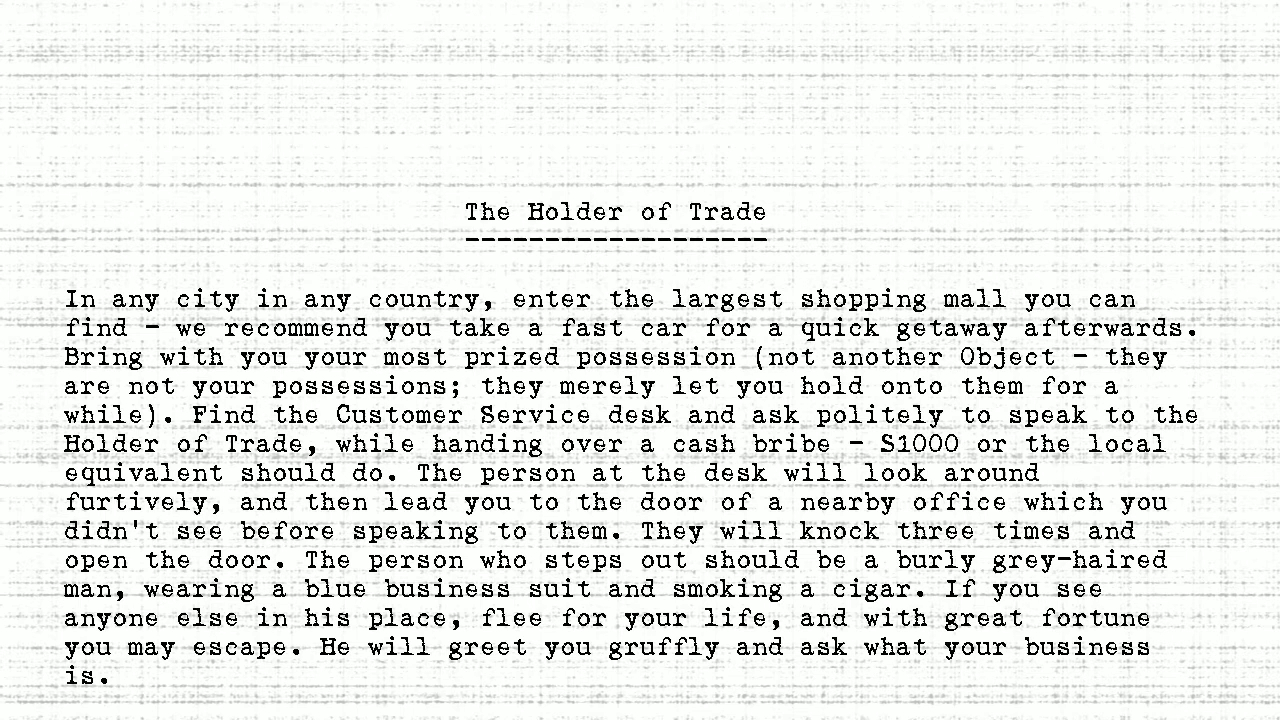 The Holder of Trade
-------------------
In any city in any country, enter the largest shopping mall you can
find - we recommend you take a fast car for a quick getaway afterwards.
Bring with you your most prized possession (not another Object - they
are not your possessions; they merely let you hold onto them for a
while). Find the Customer Service desk and ask politely to speak to the
Holder of Trade, while handing over a cash bribe - $1000 or the local
equivalent should do. The person at the desk will look around
furtively, and then lead you to the door of a nearby office which you
didn't see before speaking to them. They will knock three times and
open the door. The person who steps out should be a burly grey-haired
man, wearing a blue business suit and smoking a cigar. If you see
anyone else in his place, flee for your life, and with great fortune
you may escape. He will greet you gruffly and ask what your business
is.